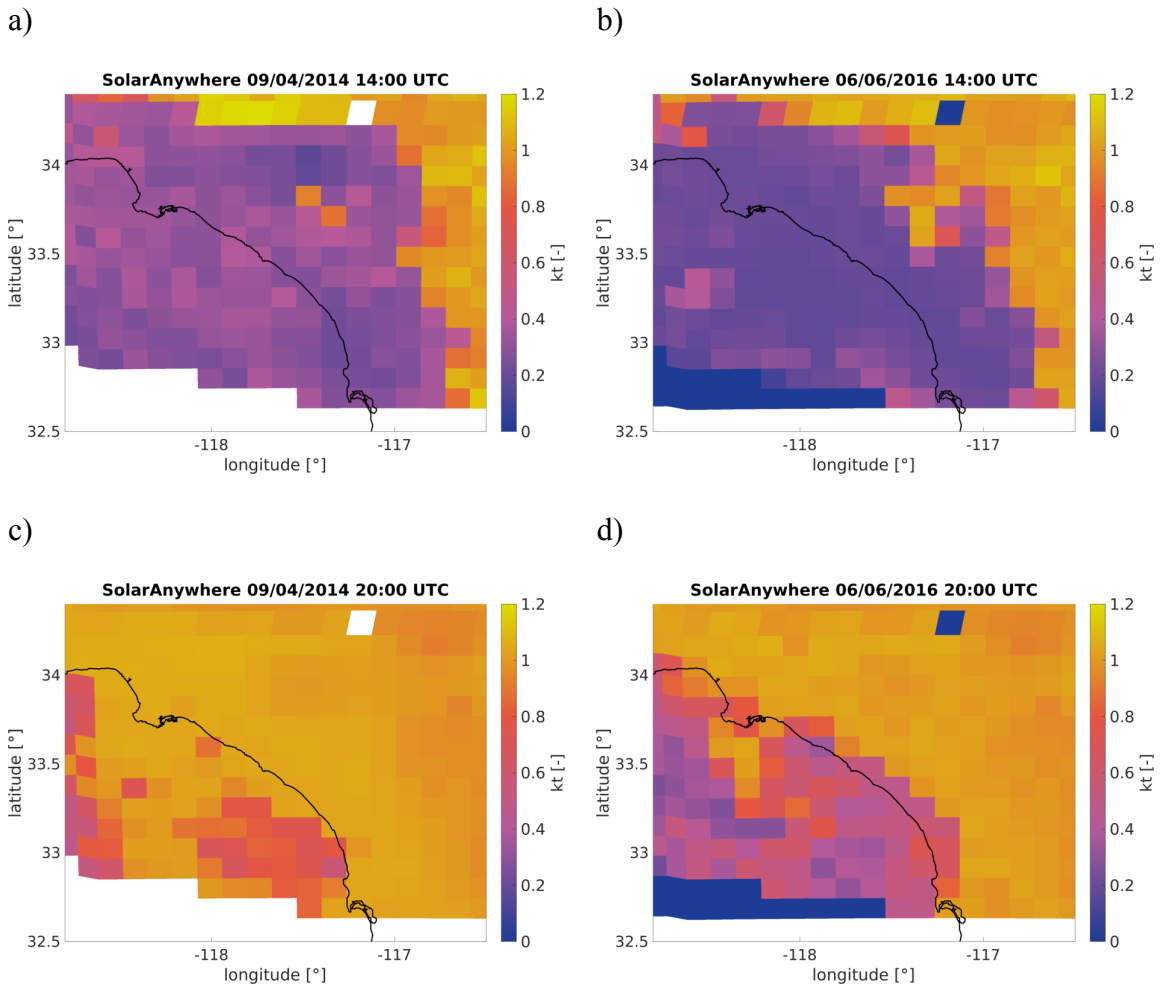 a)
b)
SolarAnywhere 09/04/2014 14:00 UTC
34
33.5
33
32.5
latitude [°]
-118
-117
longitude [°]
1.2
1
0.8
0.6
0.4
0.2
0
kt [-]
SolarAnywhere 06/06/2016 14:00 UTC
34
33.5
33
32.5
latitude [°]
-118
-117
longitude [°]
1.2
1
0.8
0.6
0.4
0.2
0
kt [-]
c)
d)
SolarAnywhere 09/04/2014 20:00 UTC
34
33.5
33
32.5
latitude [°]
-118
-117
longitude [°]
1.2
1
0.8
0.6
0.4
0.2
0
kt [-]
SolarAnywhere 06/06/2016 20:00 UTC
34
33.5
33
32.5
latitude [°]
-118
-117
longitude [°]
1.2
1
0.8
0.6
0.4
0.2
0
kt [-]